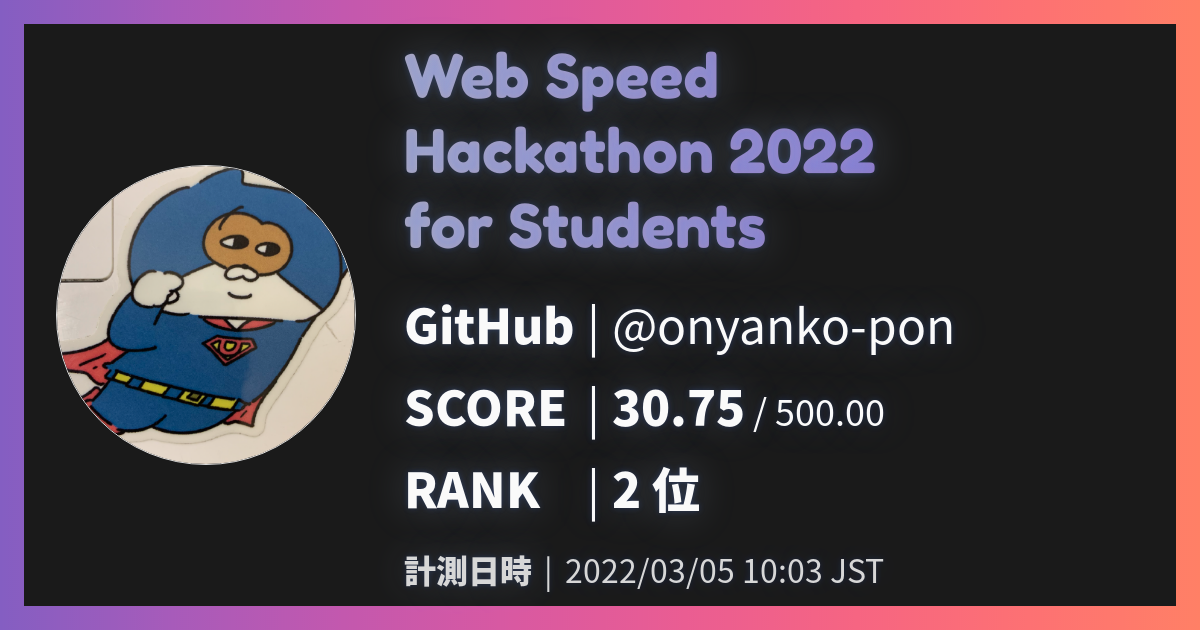 Web Speed
Hackathon 2022
for Students
GitHub | @onyanko-pon
SCORE | 30.75 / 500.00
RANK | 2 位
計測日時 | 2022/03/05 10:03 JST